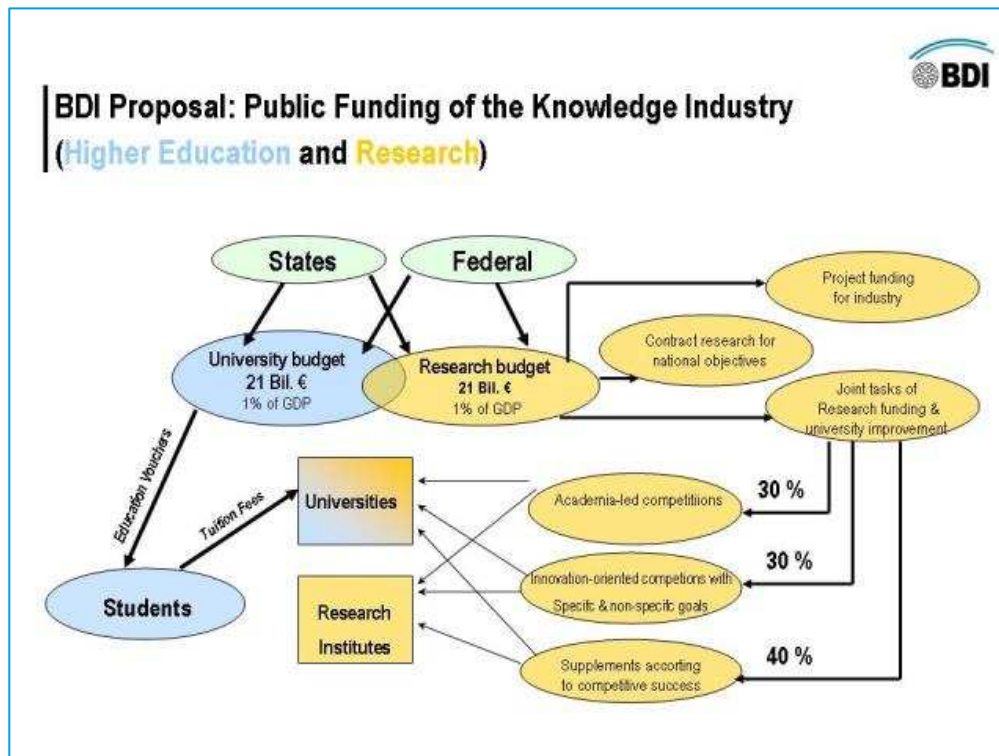 BDI
BDI Proposal: Public Funding of the Knowledge Industry
(Higher Education and Research)
States
Federal
Project funding
for industry
University budget
21 Bil. €
1% of GDP
Research budget
21 Bil. €
1% of GDP
Contract research for
national objectives
Joint tasks of
Research funding &
university improvement
Education Vouchers
Tuition Fees
Universities
Academia-led competitiions
30 %
Students
Research
Institutes
Innovation-oriented competions with
Specifc & non-specifc goals
30 %
Supplements accorting
to competitive success
40 %